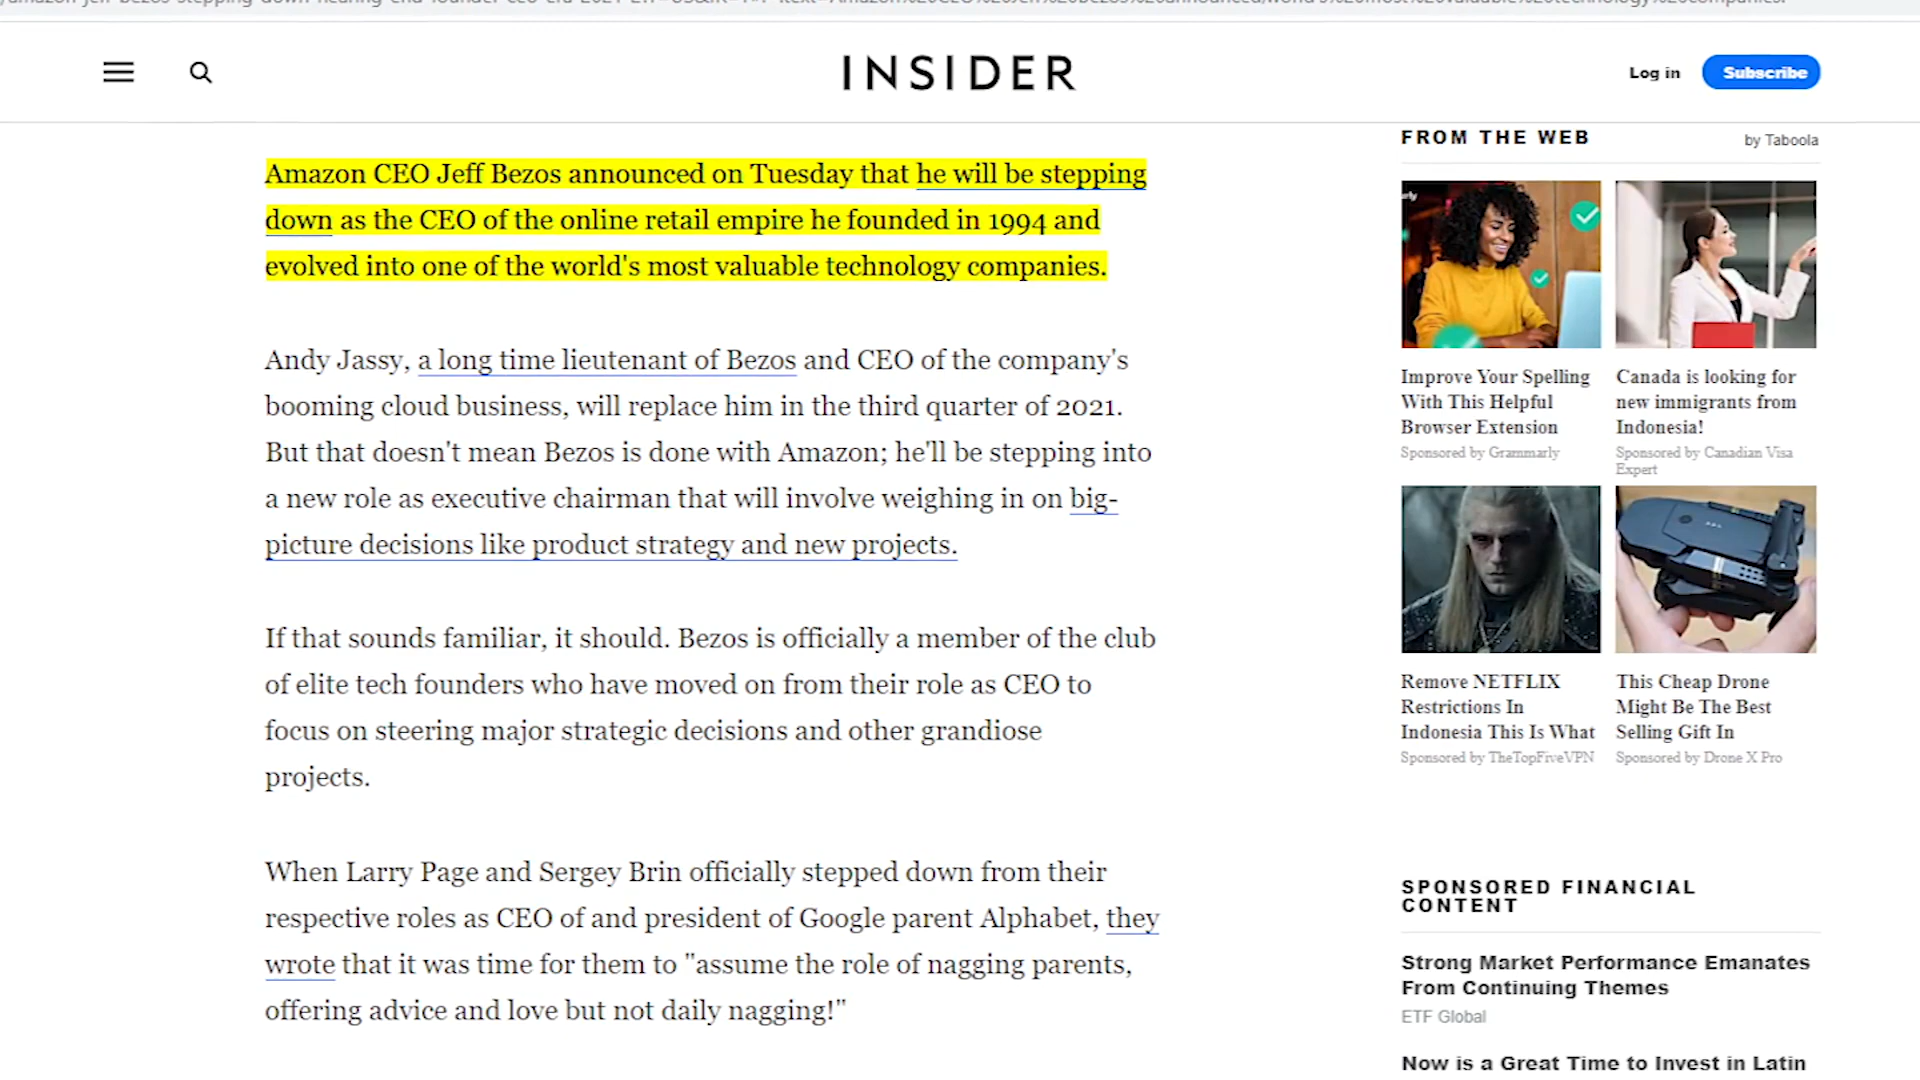 INSIDER
Log in
Subscribe
Amazon CEO Jeff Bezos announced on Tuesday that he will be stepping
down as the CEO of the online retail empire he founded in 1994 and
evolved into one of the world's most valuable technology companies.
Andy Jassy, a long time lieutenant of Bezos and CEO of the company's
booming cloud business, will replace him in the third quarter of 2021.
But that doesn't mean Bezos is done with Amazon; he'll be stepping into
a new role as executive chairman that will involve weighing in on big-
picture decisions like product strategy and new projects.
If that sounds familiar, it should. Bezos is officially a member of the club
of elite tech founders who have moved on from their role as CEO to
focus on steering major strategic decisions and other grandiose
projects.
When Larry Page and Sergey Brin officially stepped down from their
respective roles as CEO of and president of Google parent Alphabet, they
wrote that it was time for them to "assume the role of nagging parents,
offering advice and love but not daily nagging!"
FROM THE WEB
by Taboola
Improve Your Spelling
With This Helpful
Browser Extension
Sponsored by Grammarly
Canada is looking for
new immigrants from
Indonesia!
Sponsored by Canadian Visa
Expert
Remove NETFLIX
Restrictions In
Indonesia This Is What
Sponsored by TheTopFiveVPN
This Cheap Drone
Might Be The Best
Selling Gift In
Sponsored by Drone X Pro
SPONSORED FINANCIAL
CONTENT
Strong Market Performance Emanates
From Continuing Themes
ETF Global
Now is a Great Time to Invest in Latin